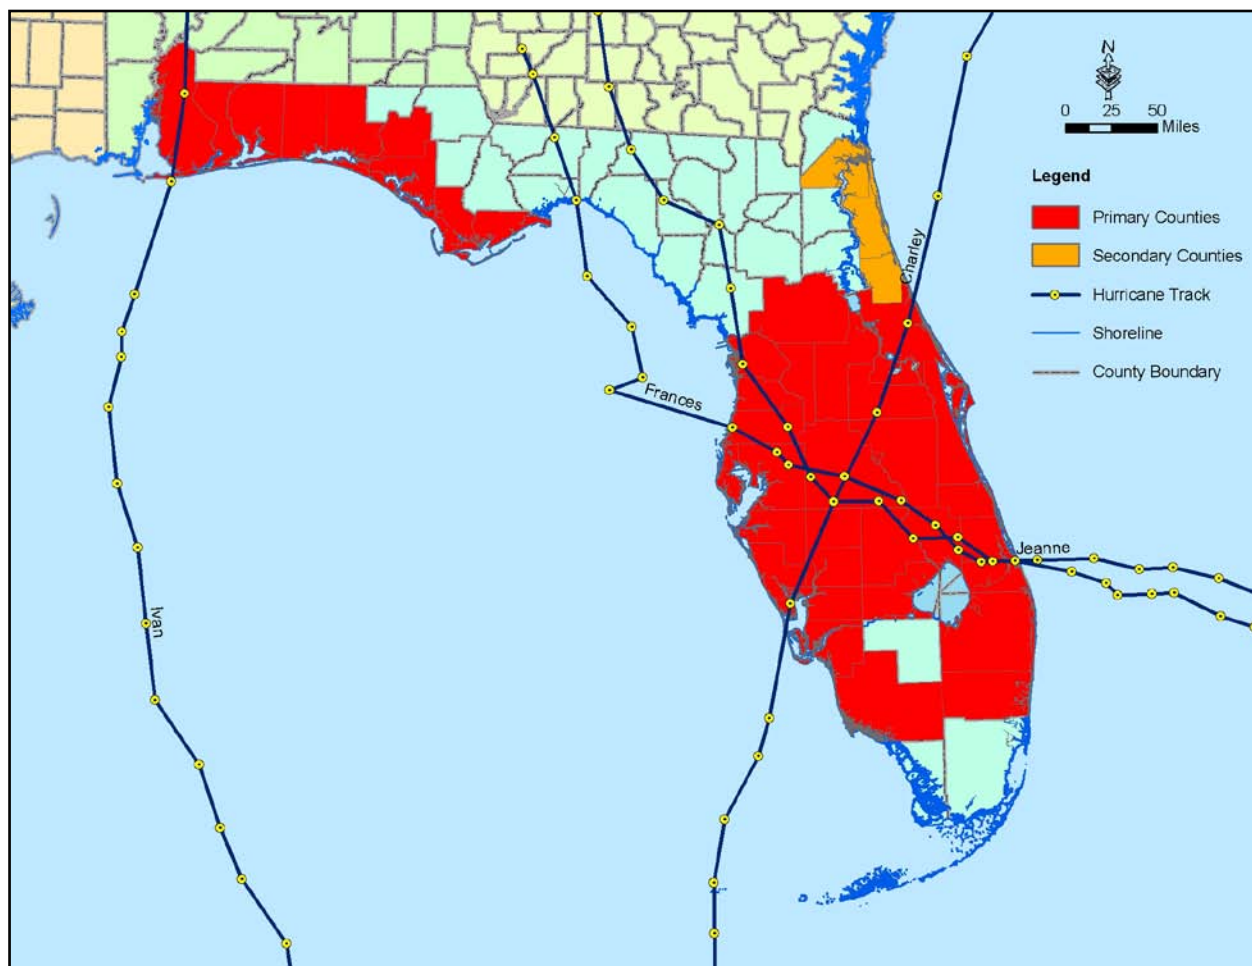 N
0 25 50
Miles
Legend
Primary Counties
Secondary Counties
Hurricane Track
Shoreline
County Boundary
Charley
Frances
Jeanne
Ivan